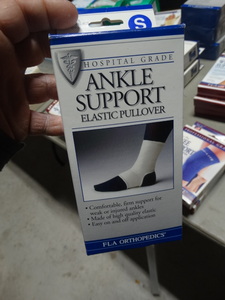 S
HOSPITAL GRADE
ANKLE
SUPPORT
ELASTIC PULLOVER
• Comfortable, firm support for
weak or injured ankles
• Made of high quality elastic
• Easy on and off application
FLA ORTHOPEDICS